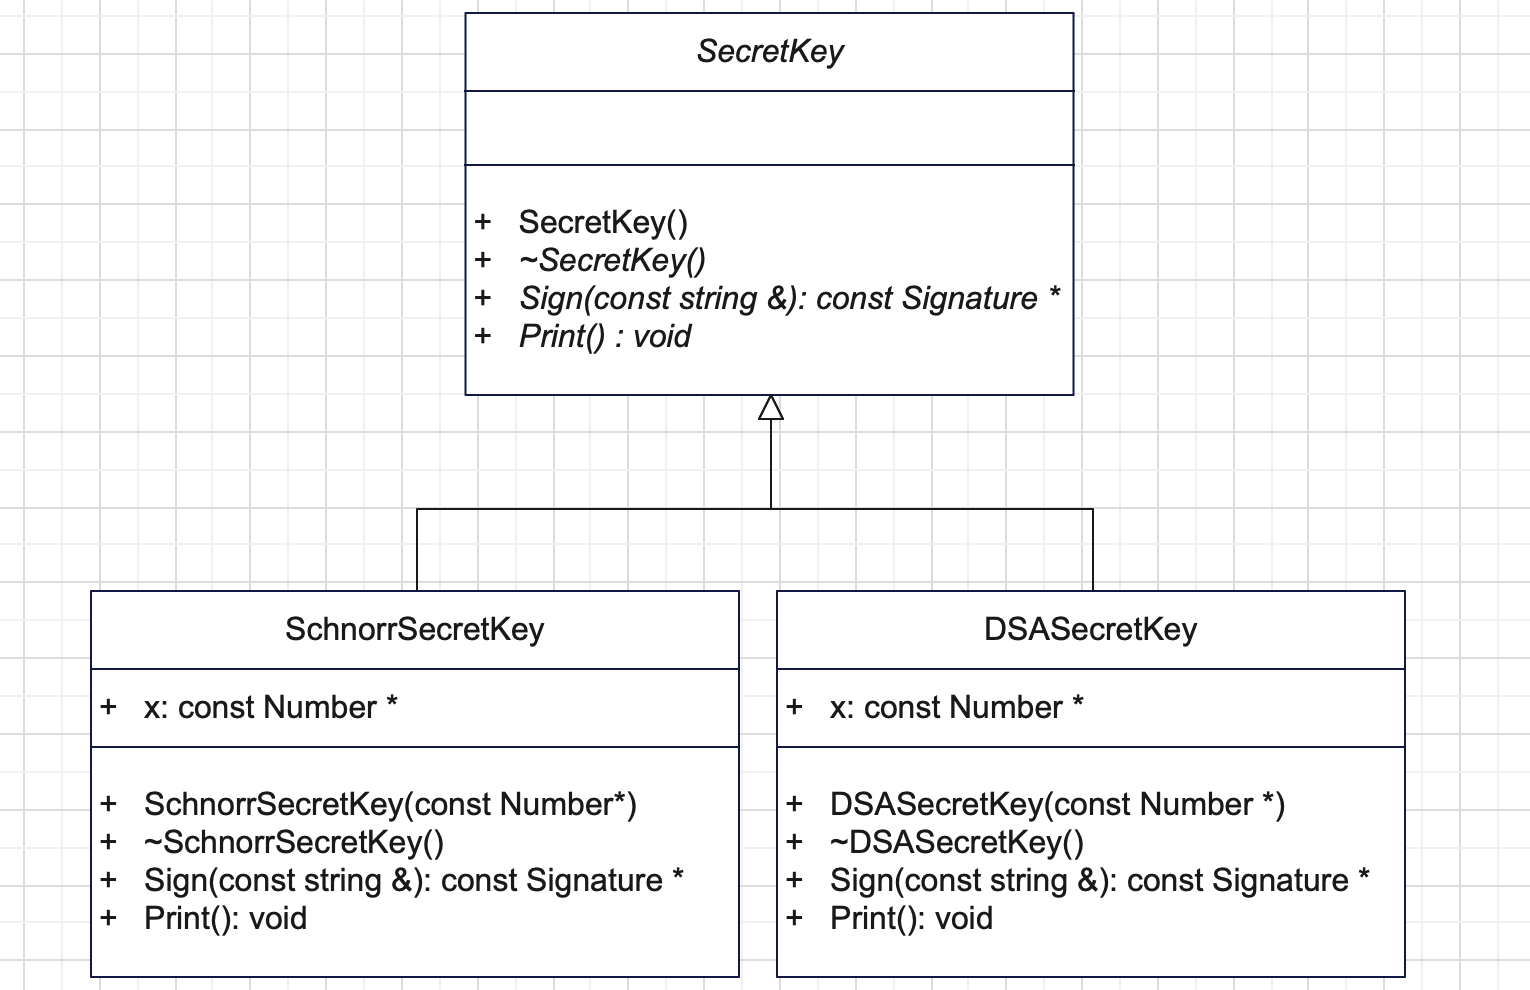 SecretKey
+ SecretKey()
+ ~SecretKey()
+ Sign(const string &): const Signature *
+ Print() : void
SchnorrSecretKey
+ x: const Number *
+ SchnorrSecretKey(const Number*)
+ ~SchnorrSecretKey()
+ Sign(const string &): const Signature *
+ Print(): void
DSASecretKey
+ x: const Number *
+ DSASecretKey(const Number *)
+ ~DSASecretKey()
+ Sign(const string &): const Signature *
+ Print(): void